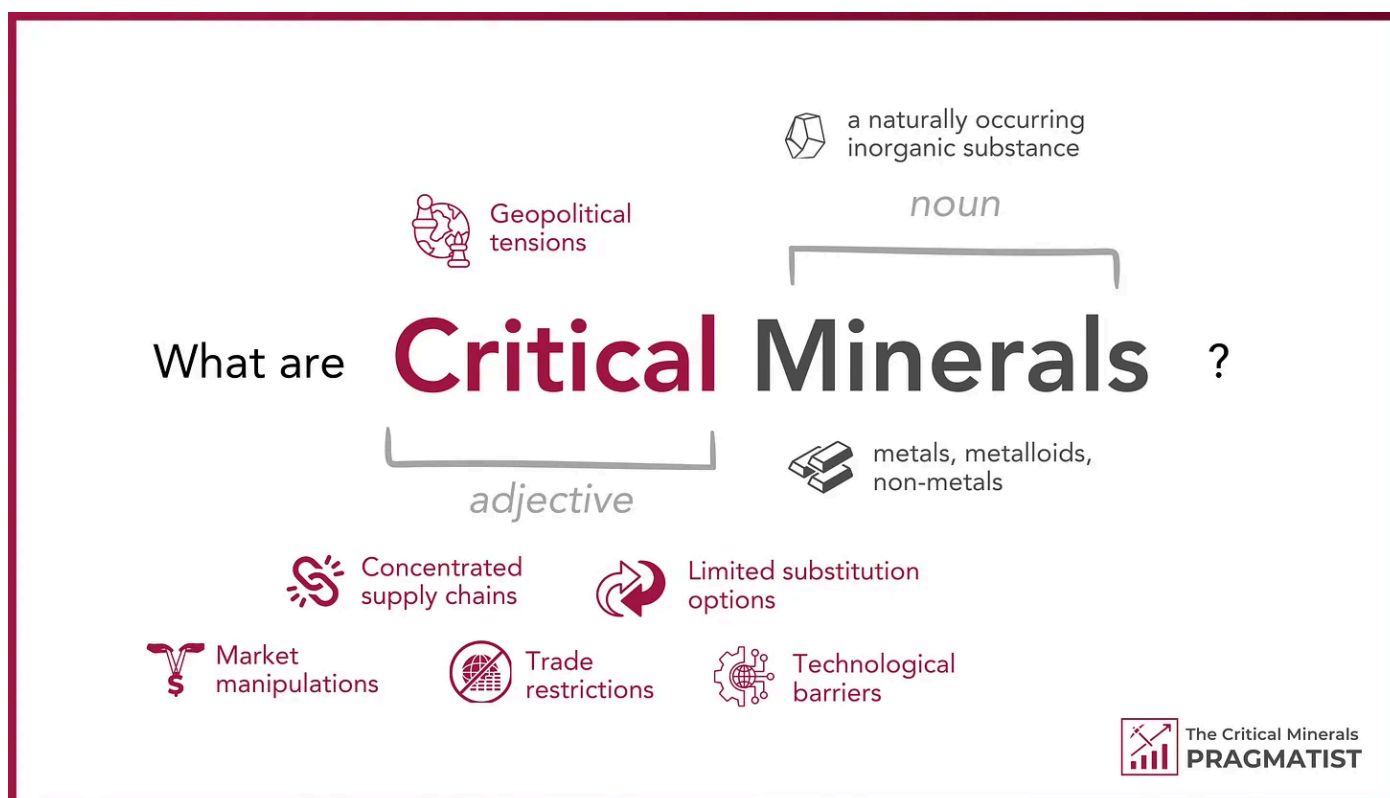 a naturally occurring
inorganic substance
noun
Geopolitical
tensions
What are Critical Minerals ?
adjective
metals, metalloids,
non-metals
Concentrated
supply chains
Limited substitution
options
Market
manipulations
$
Trade
restrictions
Technological
barriers
The Critical Minerals
PRAGMATIST